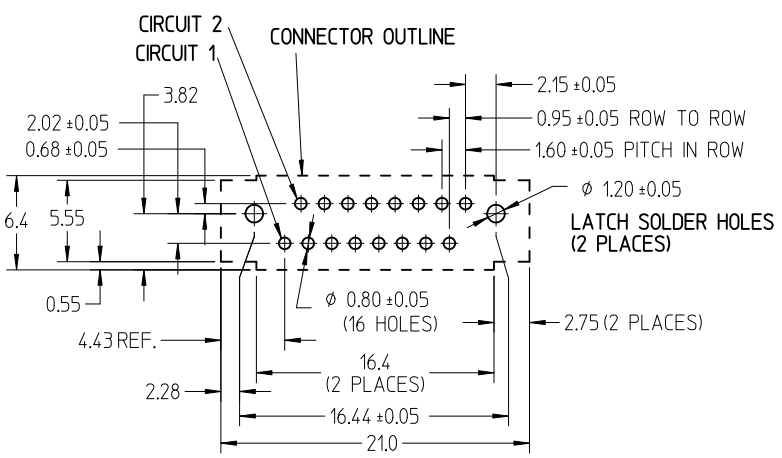 CIRCUIT 2
CIRCUIT 1
CONNECTOR OUTLINE
3.82
2.02 ±0.05
0.68 ±0.05
2.15 ±0.05
0.95 ±0.05 ROW TO ROW
1.60 ±0.05 PITCH IN ROW
6.4
5.55
ø 1.20 ±0.05
LATCH SOLDER HOLES
(2 PLACES)
0.55
ø 0.80 ±0.05
(16 HOLES)
4.43 REF.
2.75 (2 PLACES)
16.4
(2 PLACES)
2.28
16.44 ±0.05
21.0